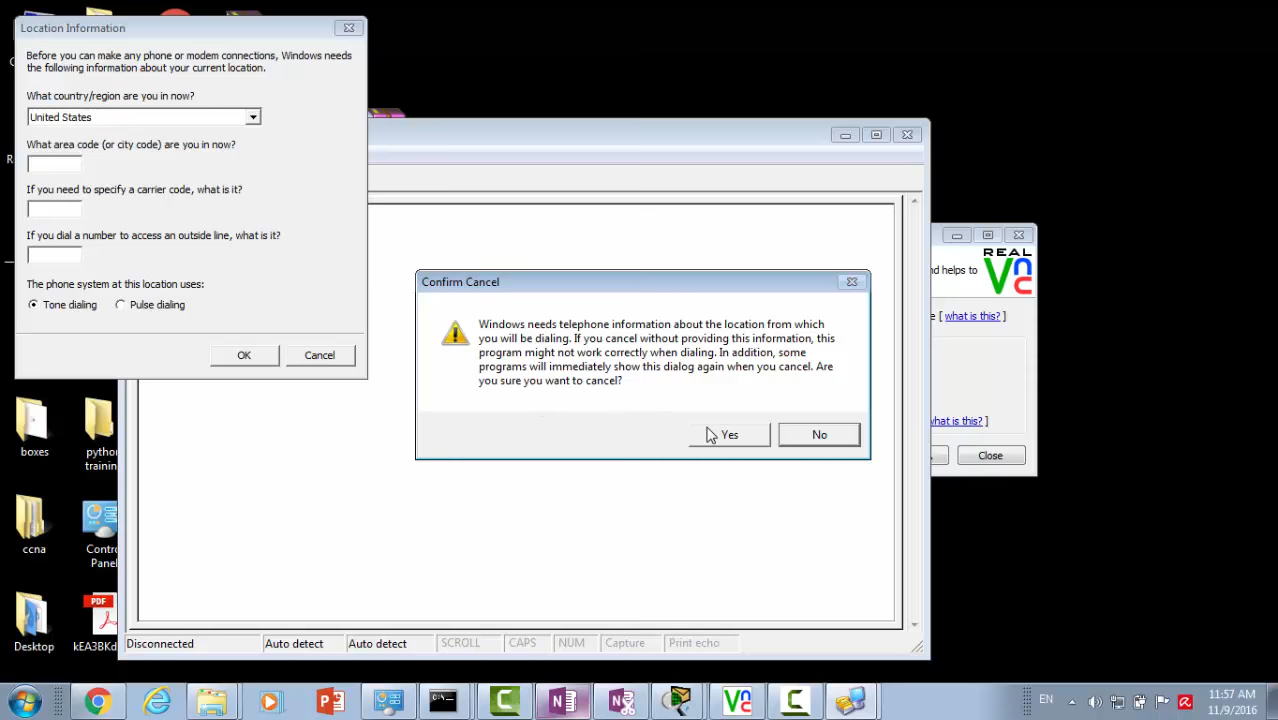 Location Information
Before you can make any phone or modem connections, Windows needs
the following information about your current location.
What country/region are you in now?
United States
What area code (or city code) are you in now?
If you need to specify a carrier code, what is it?
If you dial a number to access an outside line, what is it?
The phone system at this location uses:
Tone dialing
Pulse dialing
OK
Cancel
Confirm Cancel
Windows needs telephone information about the location from which
you will be dialing. If you cancel without providing this information, this
program might not work correctly when dialing. In addition, some
programs will immediately show this dialog again when you cancel. Are
you sure you want to cancel?
Yes
No
REAL
VNC
nd helps to
[ what is this? ]
what is this? ]
Close
boxes
python
training
ccna
Contro
Panel
PDF
Desktop
kEA3BKd
Disconnected
Auto detect
Auto detect
SCROLL
CAPS
NUM
Capture
Print echo
EN
11:57 AM
11/9/2016